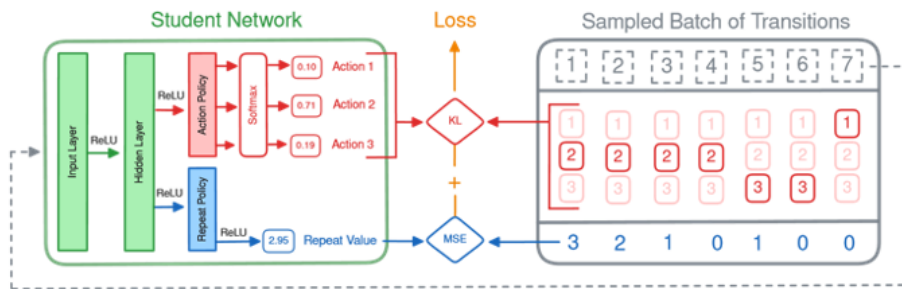 Student Network
Loss
Sampled Batch of Transitions
Input Layer
ReLU
Hidden Layer
ReLU
Action Policy
Softmax
0.10 Action 1
0.71 Action 2
0.19 Action 3
KL
1 2 3 4 5 6 7
1 1 1 1 1 1 1
2 2 2 2 2 2 2
3 3 3 3 3 3 3
ReLU
Repeat Policy
ReLU
2.95 Repeat Value
+
MSE
3 2 1 0 1 0 0